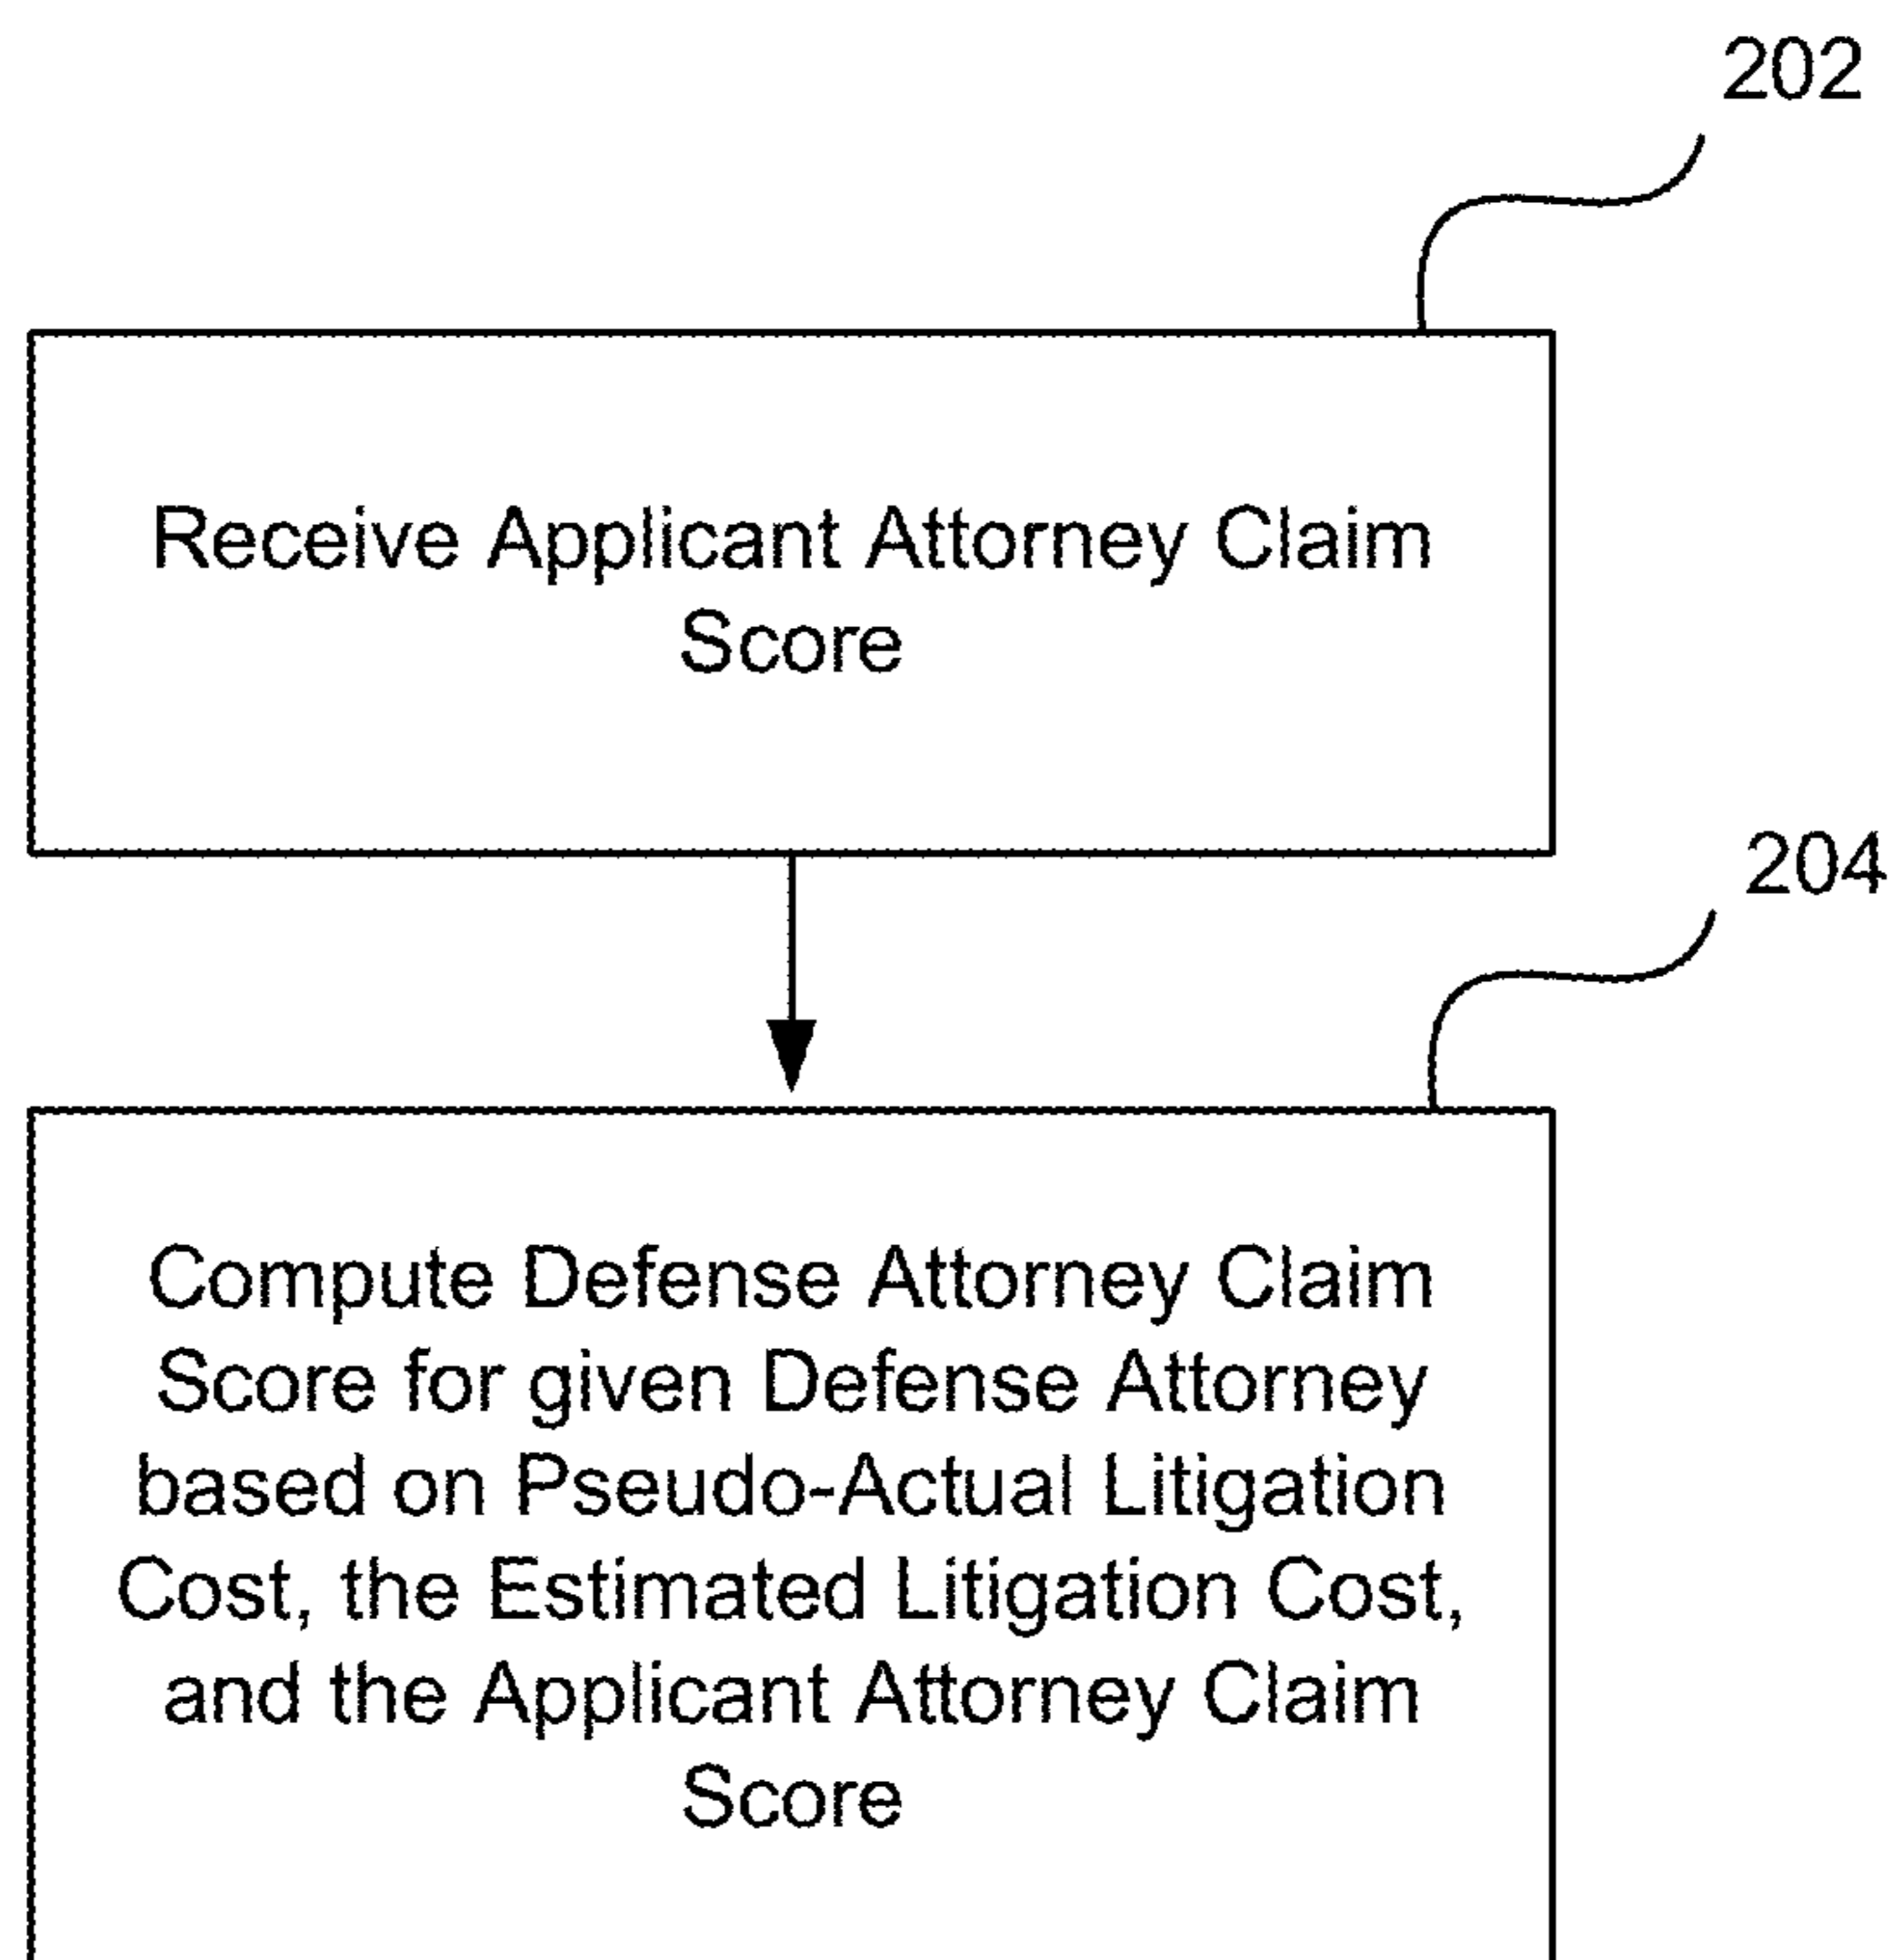 202
Receive Applicant Attorney Claim
Score
204
Compute Defense Attorney Claim
Score for given Defense Attorney
based on Pseudo-Actual Litigation
Cost, the Estimated Litigation Cost,
and the Applicant Attorney Claim
Score